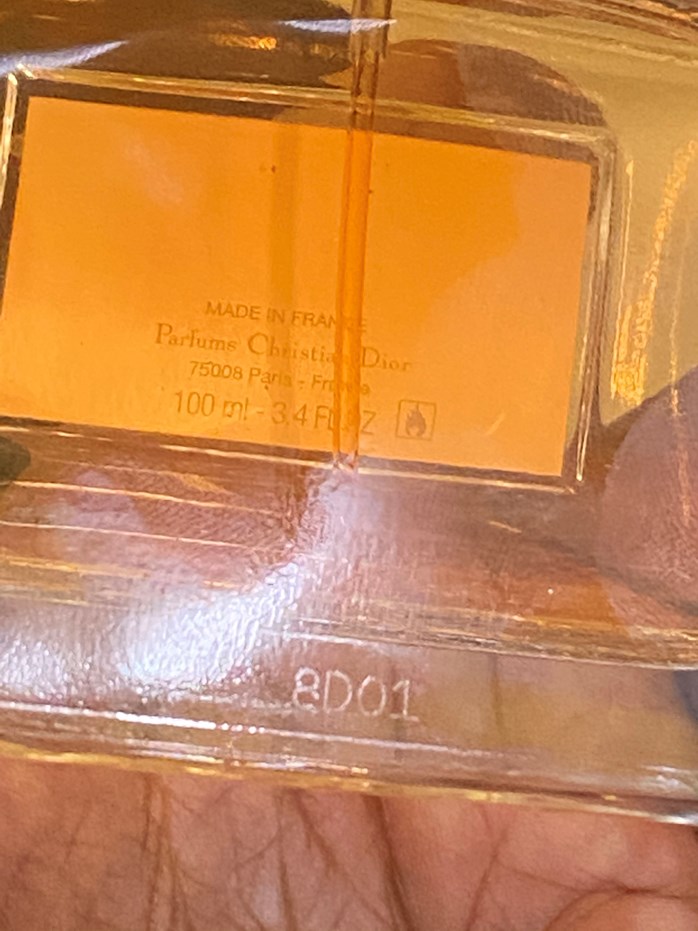 MADE IN FRANCE
Parfums Christian Dior
75008 Paris - France
100 ml - 3.4 FL.OZ
8D01